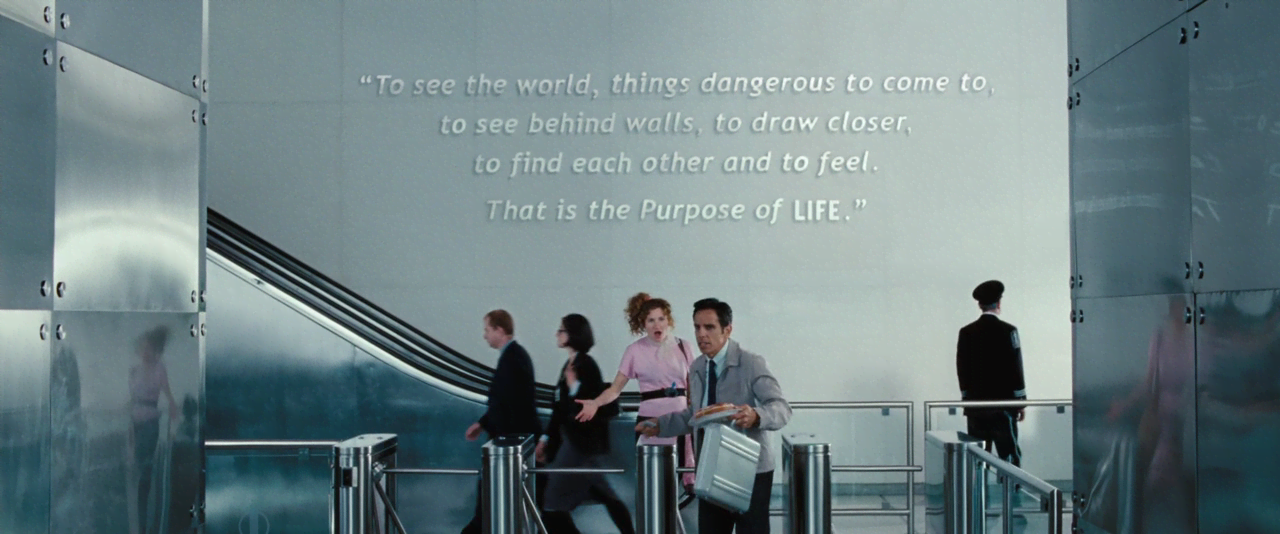 “To see the world, things dangerous to come to,
to see behind walls, to draw closer,
to find each other and to feel.
That is the Purpose of LIFE.”